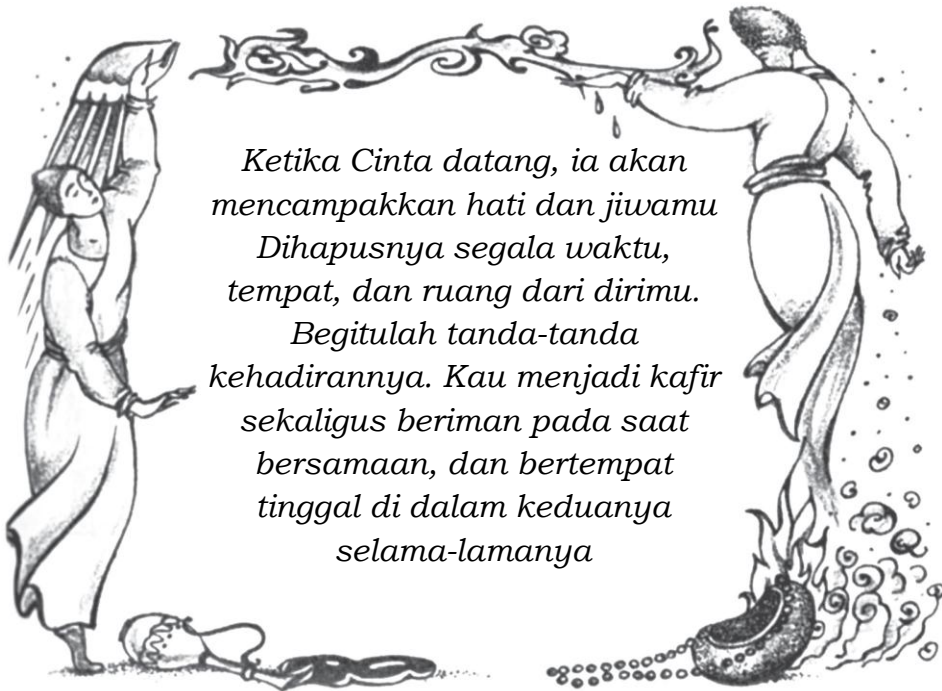 Ketika Cinta datang, ia akan
mencampakkan hati dan jiwamu
Dihapusnya segala waktu,
tempat, dan ruang dari dirimu.
Begitulah tanda-tanda
kehadirannya. Kau menjadi kafir
sekaligus beriman pada saat
bersamaan, dan bertempat
tinggal di dalam keduanya
selama-lamanya